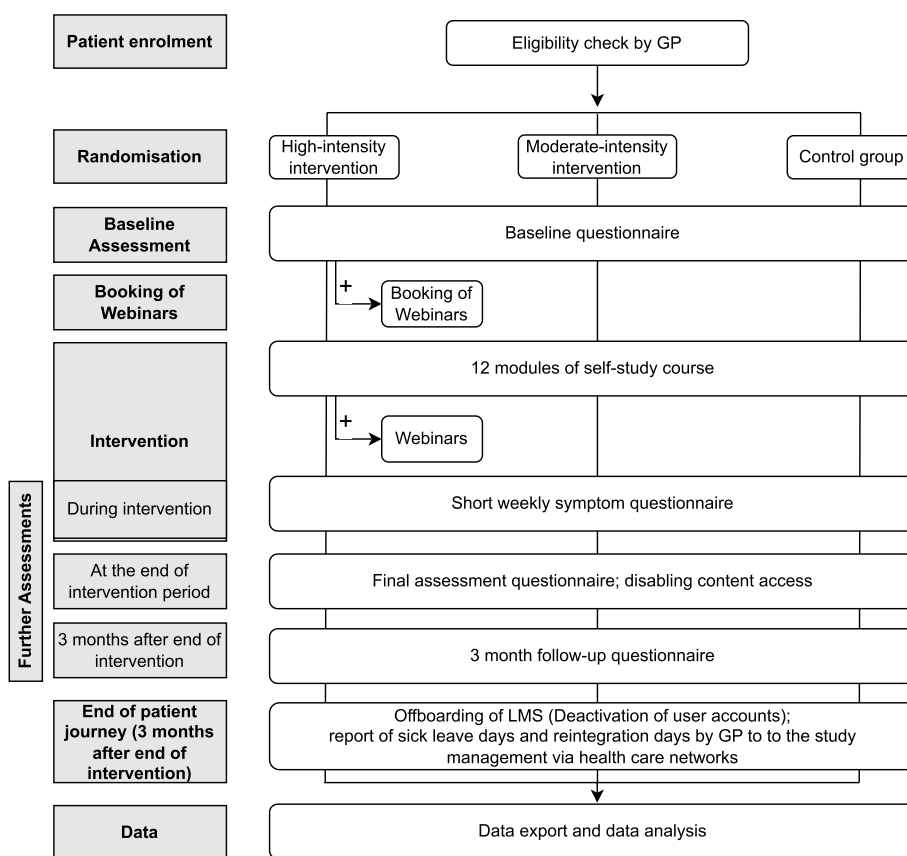 Patient enrolment
Eligibility check by GP
Randomisation
High-intensity
intervention
Moderate-intensity
intervention
Control group
Baseline
Assessment
Baseline questionnaire
Booking of
Webinars
+
Booking of
Webinars
12 modules of self-study course
Intervention
+
Webinars
Further Assessments
During intervention
Short weekly symptom questionnaire
At the end of
intervention period
Final assessment questionnaire; disabling content access
3 months after end of
intervention
3 month follow-up questionnaire
End of patient
journey (3 months
after end of
intervention)
Offboarding of LMS (Deactivation of user accounts);
report of sick leave days and reintegration days by GP to to the study
management via health care networks
Data
Data export and data analysis